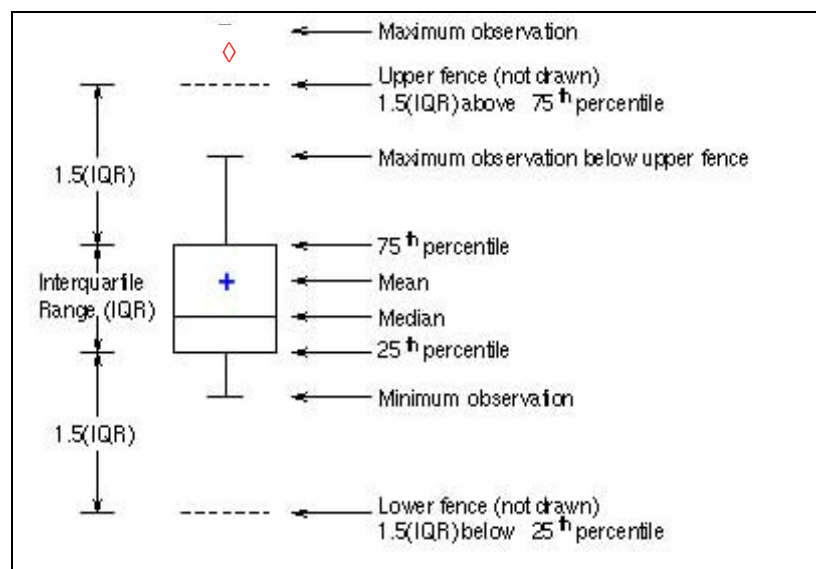 Maximum observation
Upper fence (not drawn)
1.5(IQR) above 75th percentile
Maximum observation below upper fence
1.5(IQR)
75th percentile
Interquartile
Range (IQR)
Mean
Median
25th percentile
Minimum observation
1.5(IQR)
Lower fence (not drawn)
1.5(IQR) below 25th percentile